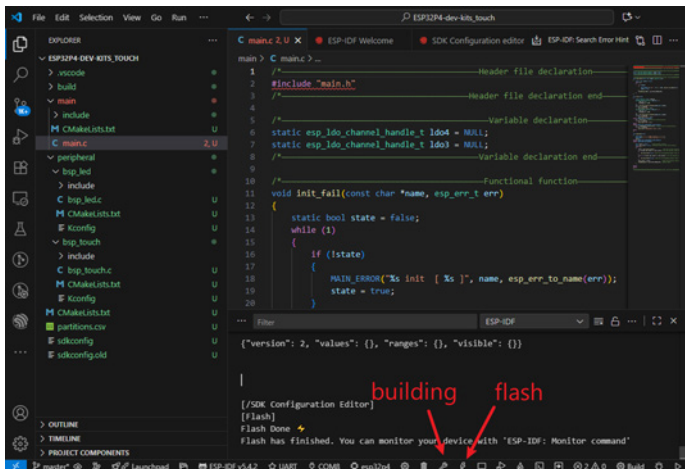 File Edit Selection View Go Run ... ESP32P4-dev-kits_touch
EXPLORER ...
ESP32P4-DEV-KITS_TOUCH
.vscode
build
main
include
CMakeLists.txt U
main.c 2, U
peripheral
bsp_led
include
bsp_led.c U
CMakeLists.txt U
Kconfig U
bsp_touch
include
bsp_touch.c U
CMakeLists.txt U
Kconfig U
CMakeLists.txt U
partitions.csv U
sdkconfig U
sdkconfig.old U
OUTLINE
TIMELINE
PROJECT COMPONENTS
main.c 2, U ESP-IDF Welcome SDK Configuration editor ESP-IDF: Search Error Hint
main > main.c > ...
1 /*————Header file declaration————
2 #include "main.h"
3 /*————Header file declaration end————
4
5 /*————Variable declaration————
6 static esp_ldo_channel_handle_t ldo4 = NULL;
7 static esp_ldo_channel_handle_t ldo3 = NULL;
8 /*————Variable declaration end————
9
10 /*————Functional function————
11 void init_fail(const char *name, esp_err_t err)
12 {
13 static bool state = false;
14 while (1)
15 {
16 if (!state)
17 {
18 MAIN_ERROR("%s init [ %s ]", name, esp_err_to_name(err));
19 state = true;
20 }
... Filter ESP-IDF
{"version": 2, "values": {}, "ranges": {}, "visible": {}}
building flash
[/SDK Configuration Editor]
[Flash]
Flash Done ⚡
Flash has finished. You can monitor your device with 'ESP-IDF: Monitor command'
master* Launchpad ESP-IDF v5.4.2 UART COM8 esp32p4 2 0 Build